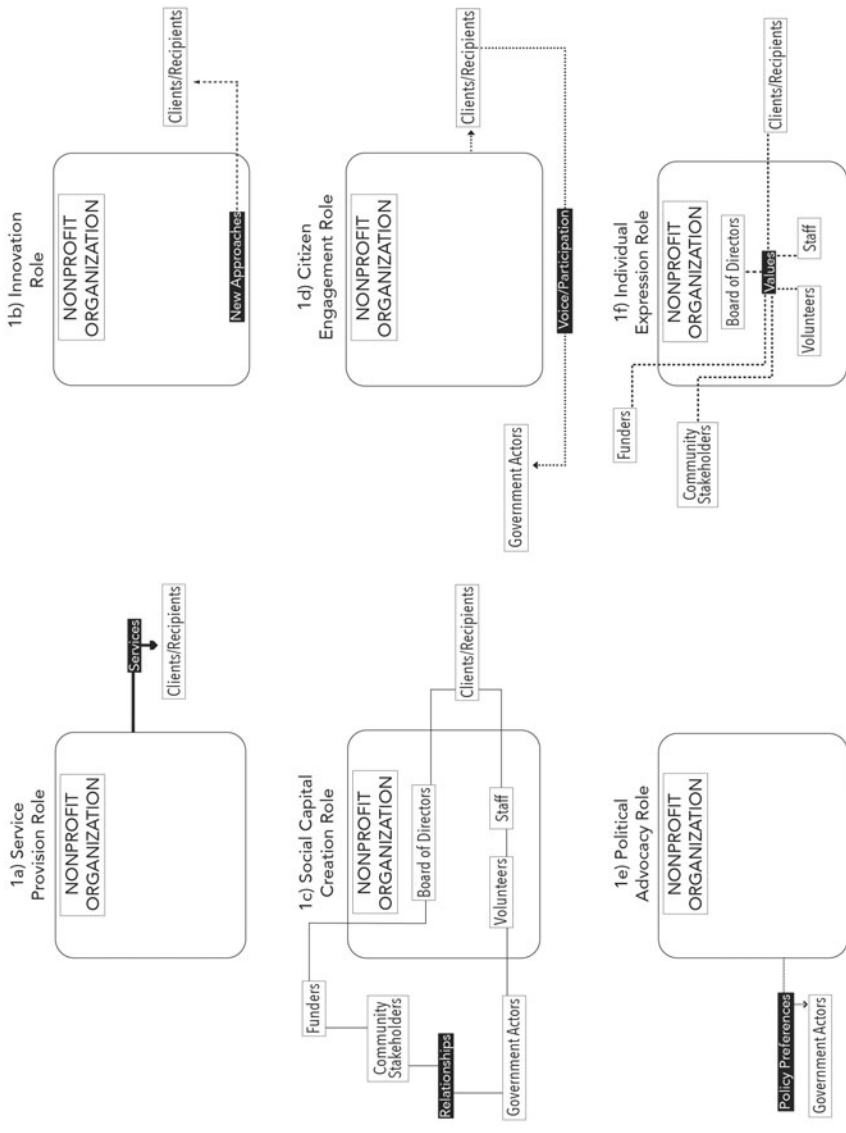 1a) Service
Provision Role
NONPROFIT
ORGANIZATION
Services
Clients/Recipients
1b) Innovation
Role
NONPROFIT
ORGANIZATION
New Approaches
Clients/Recipients
1c) Social Capital
Creation Role
NONPROFIT
ORGANIZATION
Funders
Board of Directors
Community
Stakeholders
Clients/Recipients
Relationships
Government Actors
Volunteers
Staff
1d) Citizen
Engagement Role
NONPROFIT
ORGANIZATION
Government Actors
Clients/Recipients
Voice/Participation
1e) Political
Advocacy Role
NONPROFIT
ORGANIZATION
Policy Preferences
Government Actors
1f) Individual
Expression Role
NONPROFIT
ORGANIZATION
Funders
Board of Directors
Community
Stakeholders
Values
Volunteers
Staff
Clients/Recipients